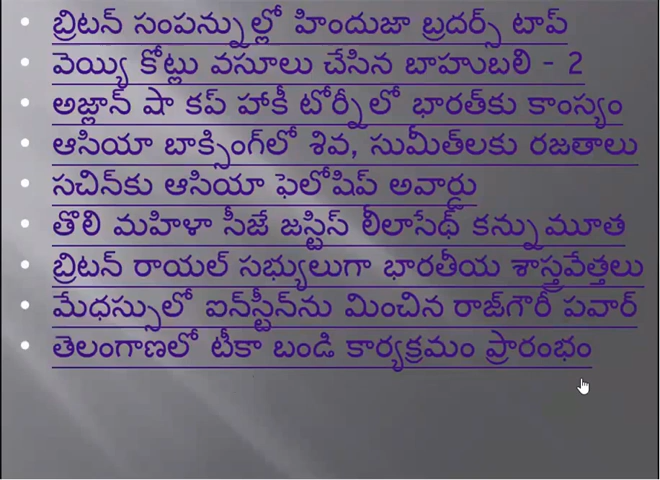 బ్రిటన్ సంపన్నుల్లో హిందుజా బ్రదర్స్ టాప్
వెయ్యి కోట్లు వసూలు చేసిన బాహుబలి - 2
అజ్లాన్ షా కప్ హాకీ టోర్నీలో భారత్‌కు కాంస్యం
ఆసియా బాక్సింగ్‌లో శివ, సుమీత్‌లకు రజతాలు
సచిన్‌కు ఆసియా ఫెలోషిప్ అవార్డు
తొలి మహిళా సీజే జస్టిస్ లీలాసేథ్ కన్నుమూత
బ్రిటన్ రాయల్ సభ్యులుగా భారతీయ శాస్త్రవేత్తలు
మేధస్సులో ఐన్‌స్టీన్‌ను మించిన రాజ్‌గౌరీ పవార్
తెలంగాణలో టీకా బండి కార్యక్రమం ప్రారంభం